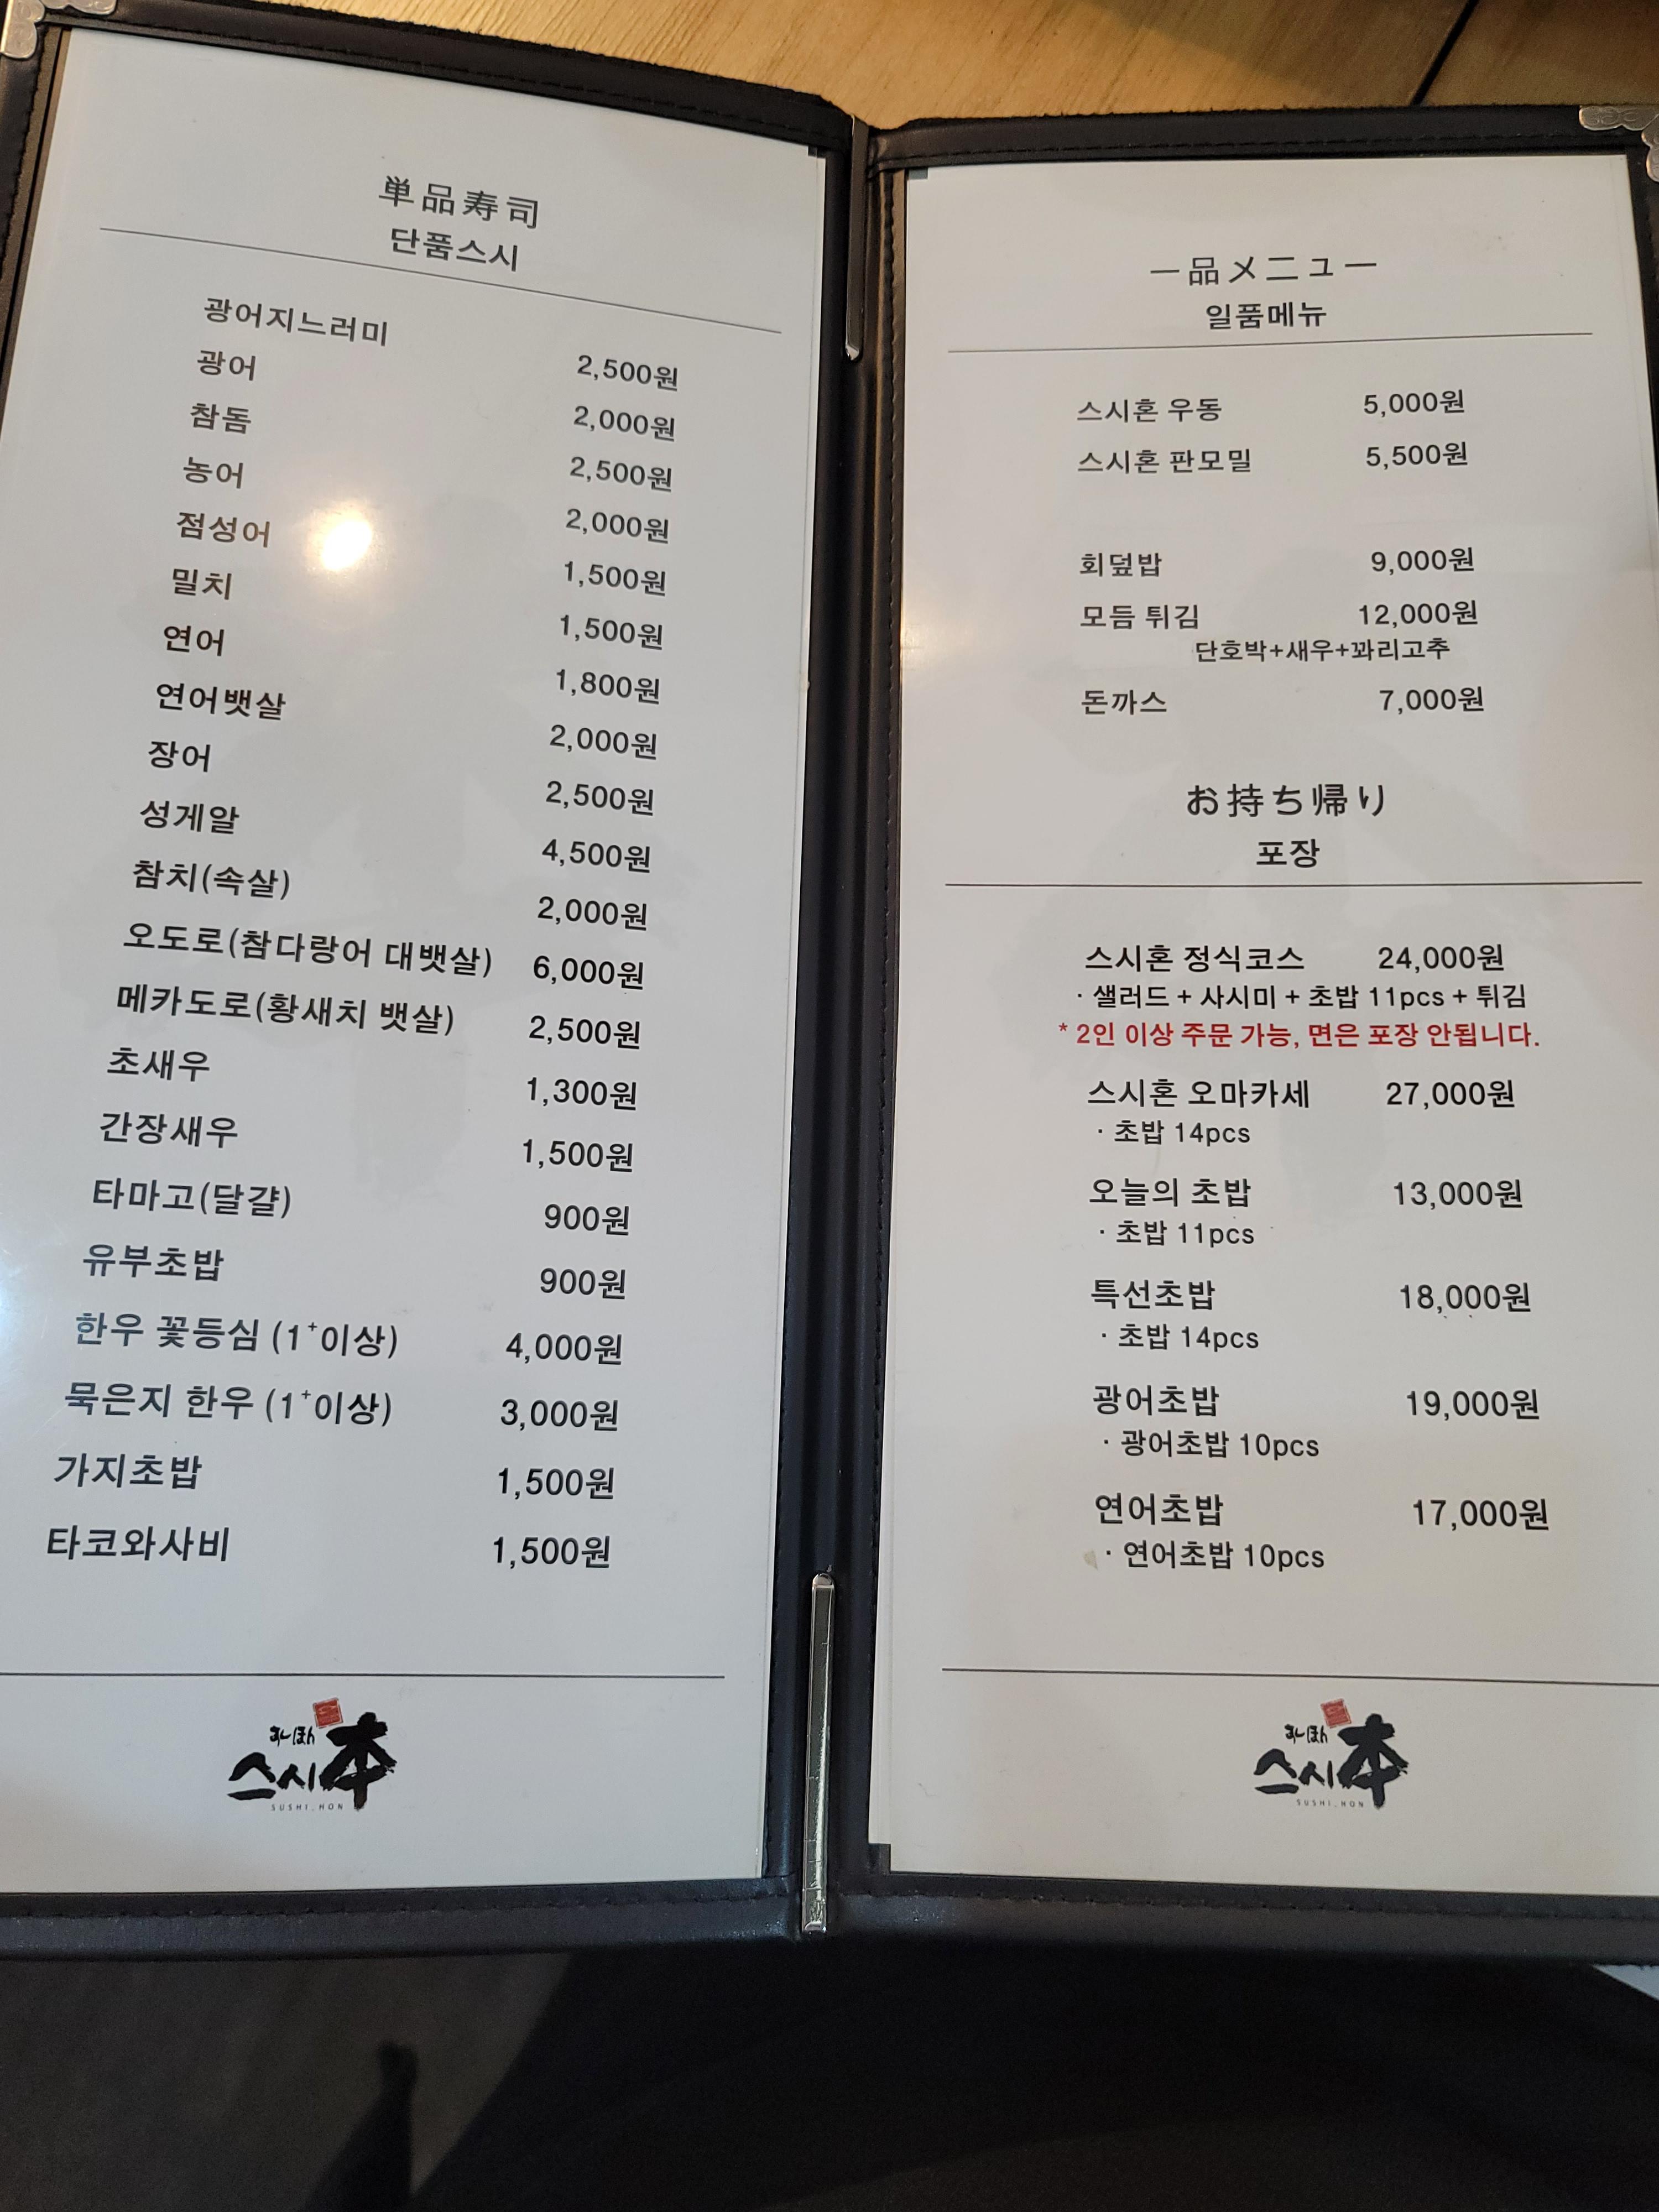 単品寿司
단품스시
광어지느러미 2,500원
광어 2,000원
참돔 2,500원
농어 2,000원
점성어 1,500원
밀치 1,500원
연어 1,800원
연어뱃살 2,000원
장어 2,500원
성게알 4,500원
참치(속살) 2,000원
오도로(참다랑어 대뱃살) 6,000원
메카도로(황새치 뱃살) 2,500원
초새우 1,300원
간장새우 1,500원
타마고(달걀) 900원
유부초밥 900원
한우 꽃등심 (1⁺이상) 4,000원
묵은지 한우 (1⁺이상) 3,000원
가지초밥 1,500원
타코와사비 1,500원
すしほん
스시本
SUSHI_HON
一品メニュー
일품메뉴
스시혼 우동 5,000원
스시혼 판모밀 5,500원
회덮밥 9,000원
모듬 튀김 12,000원
단호박+새우+꽈리고추
돈까스 7,000원
お持ち帰り
포장
스시혼 정식코스 24,000원
· 샐러드 + 사시미 + 초밥 11pcs + 튀김
* 2인 이상 주문 가능, 면은 포장 안됩니다.
스시혼 오마카세 27,000원
· 초밥 14pcs
오늘의 초밥 13,000원
· 초밥 11pcs
특선초밥 18,000원
· 초밥 14pcs
광어초밥 19,000원
· 광어초밥 10pcs
연어초밥 17,000원
· 연어초밥 10pcs
すしほん
스시本
SUSHI_HON